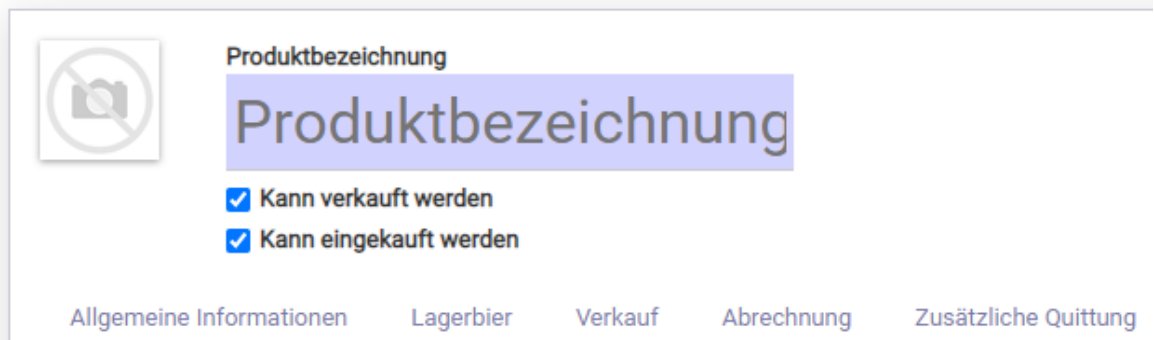 Produktbezeichnung
Produktbezeichnung
Kann verkauft werden
Kann eingekauft werden
Allgemeine Informationen Lagerbier Verkauf Abrechnung Zusätzliche Quittung